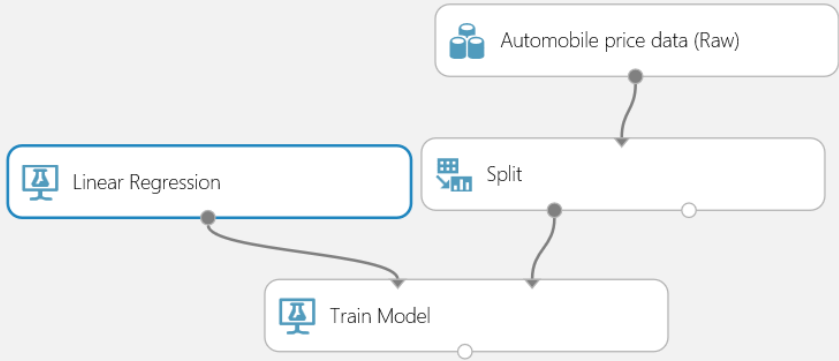 Automobile price data (Raw)
Linear Regression
Split
Train Model